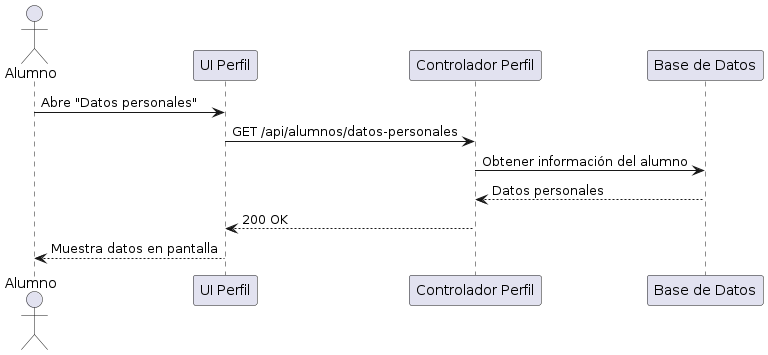 Alumno
UI Perfil
Controlador Perfil
Base de Datos
Abre "Datos personales"
GET /api/alumnos/datos-personales
Obtener información del alumno
Datos personales
200 OK
Muestra datos en pantalla
Alumno
UI Perfil
Controlador Perfil
Base de Datos